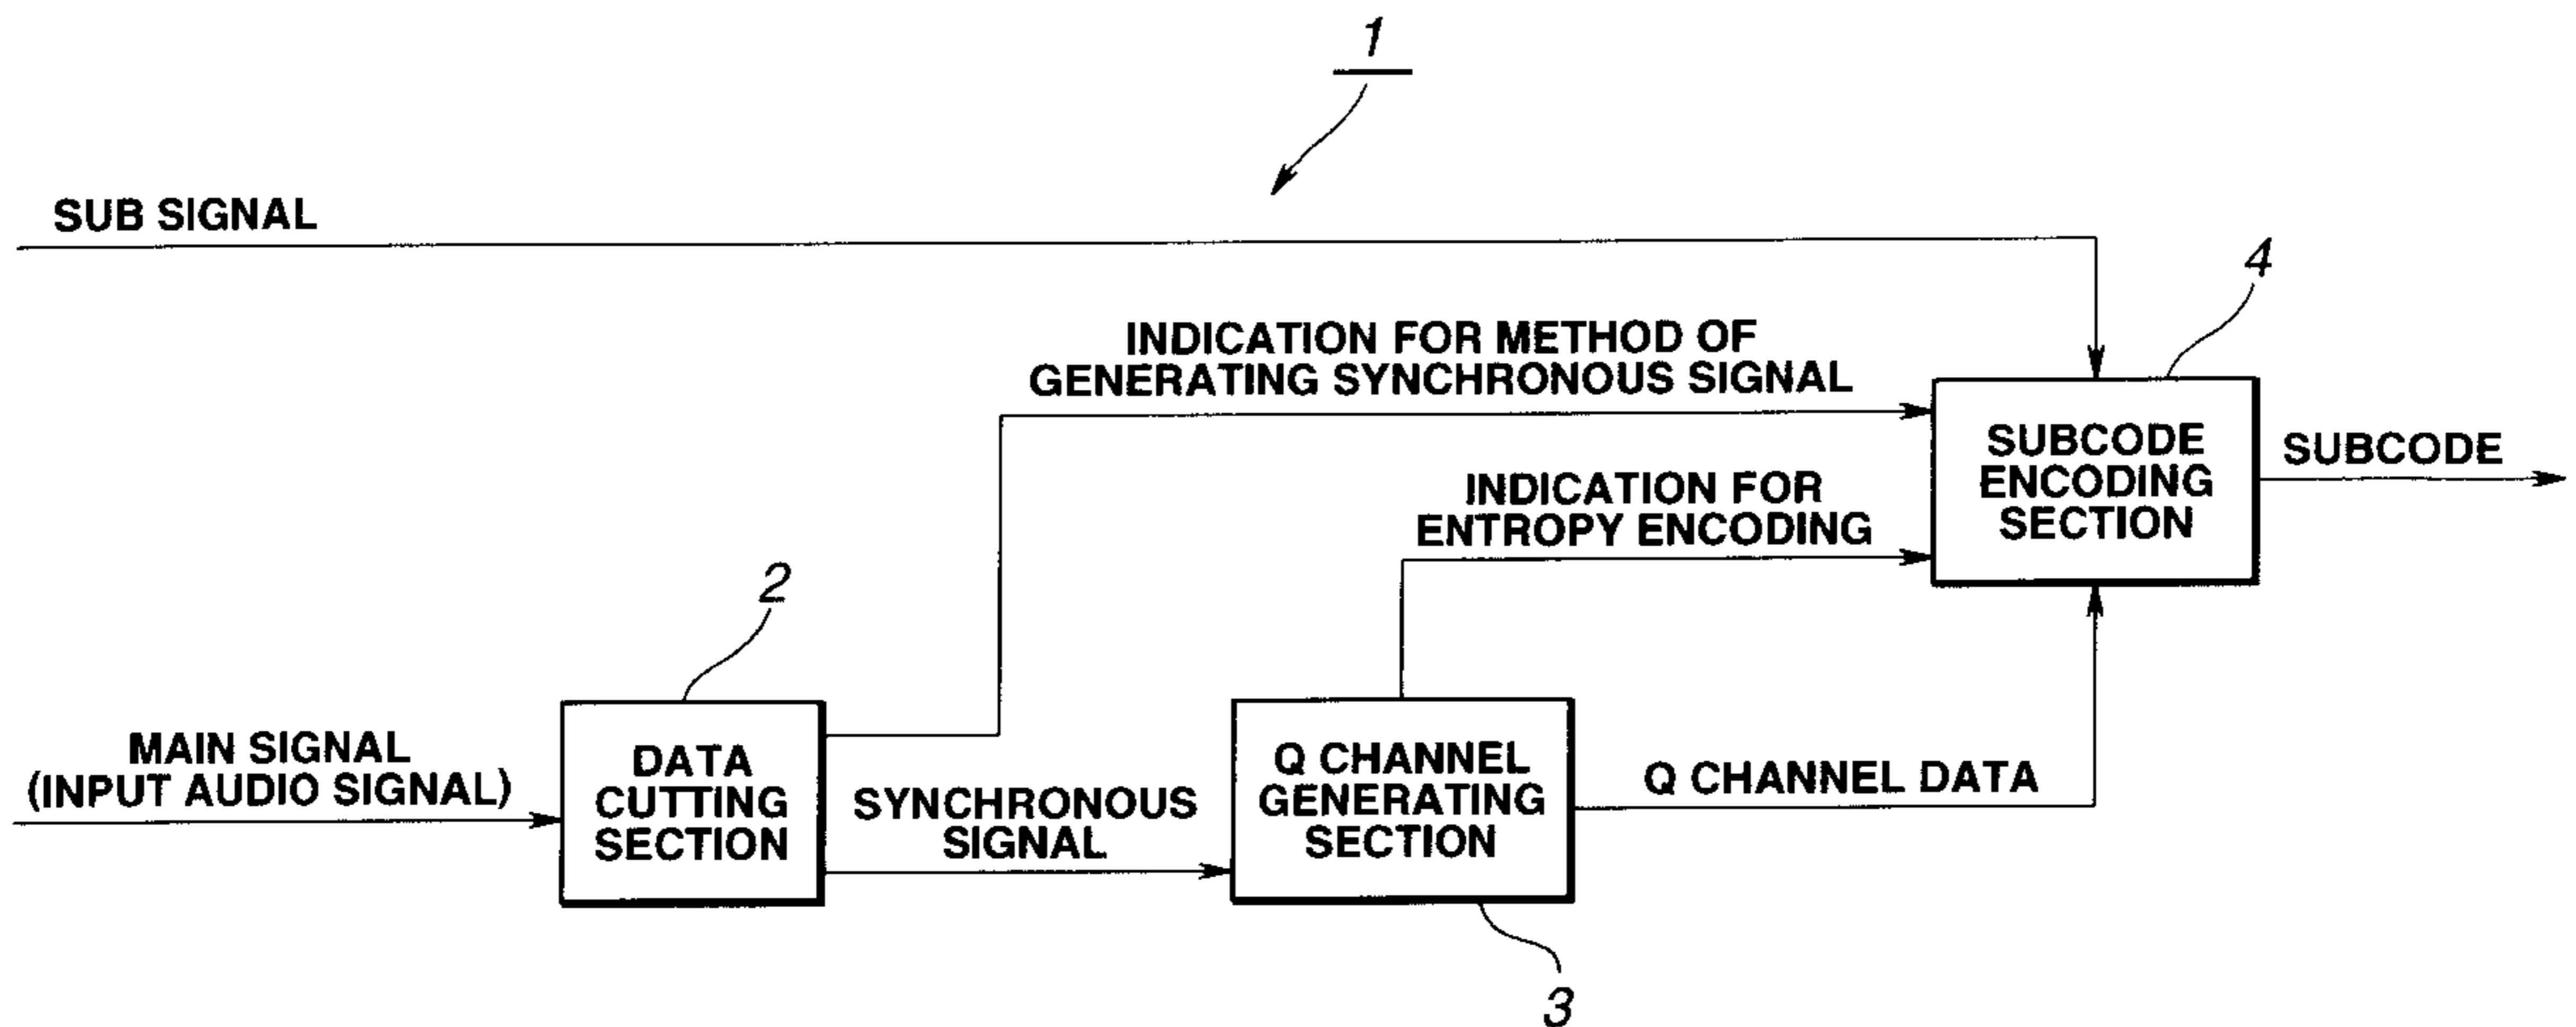 1
SUB SIGNAL
4
INDICATION FOR METHOD OF
GENERATING SYNCHRONOUS SIGNAL
SUBCODE
ENCODING
SECTION
SUBCODE
INDICATION FOR
ENTROPY ENCODING
2
MAIN SIGNAL
(INPUT AUDIO SIGNAL)
DATA
CUTTING
SECTION
SYNCHRONOUS
SIGNAL
Q CHANNEL
GENERATING
SECTION
Q CHANNEL DATA
3